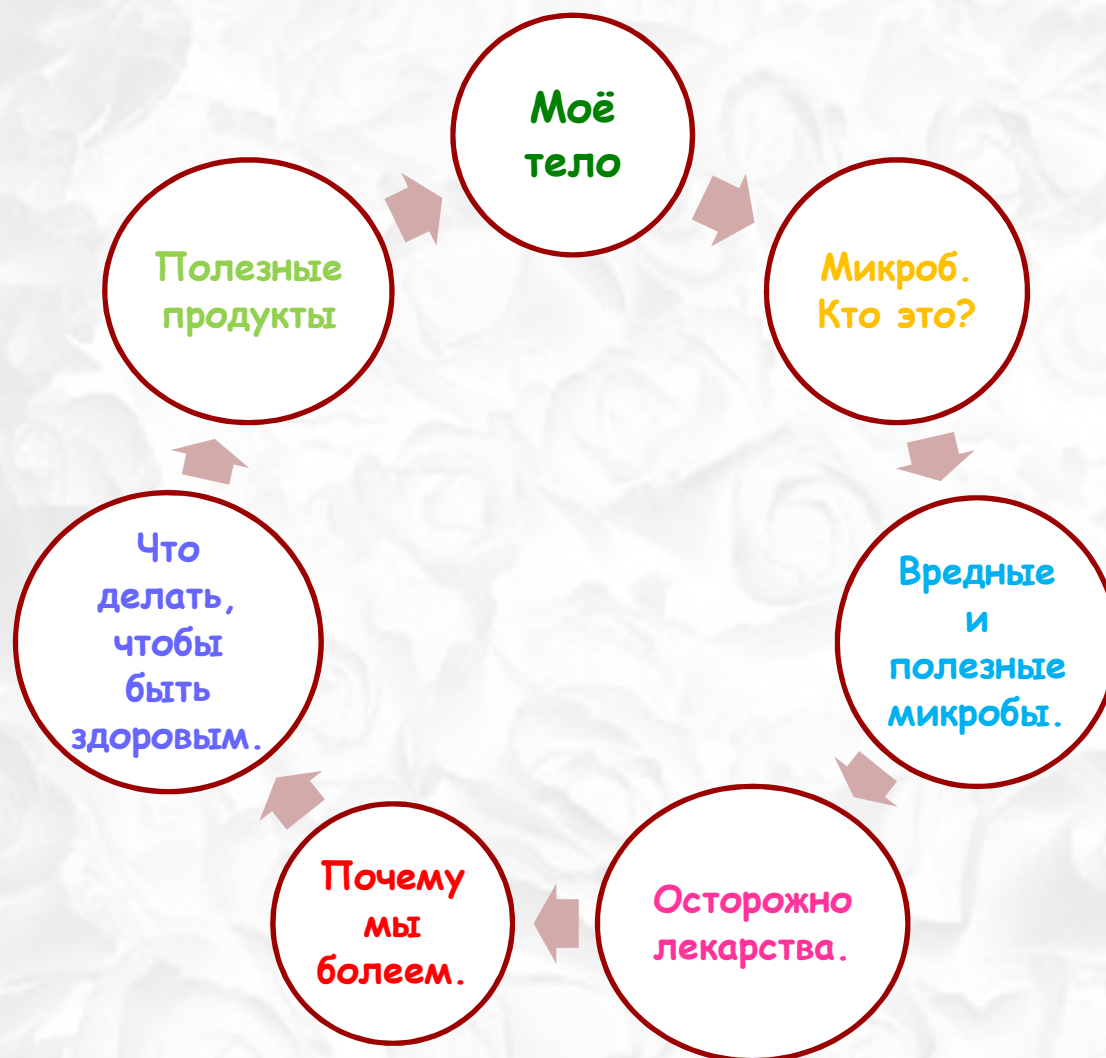 Моё
тело
Микроб.
Кто это?
Вредные
и
полезные
микробы.
Осторожно
лекарства.
Почему
мы
болеем.
Что
делать,
чтобы
быть
здоровым.
Полезные
продукты